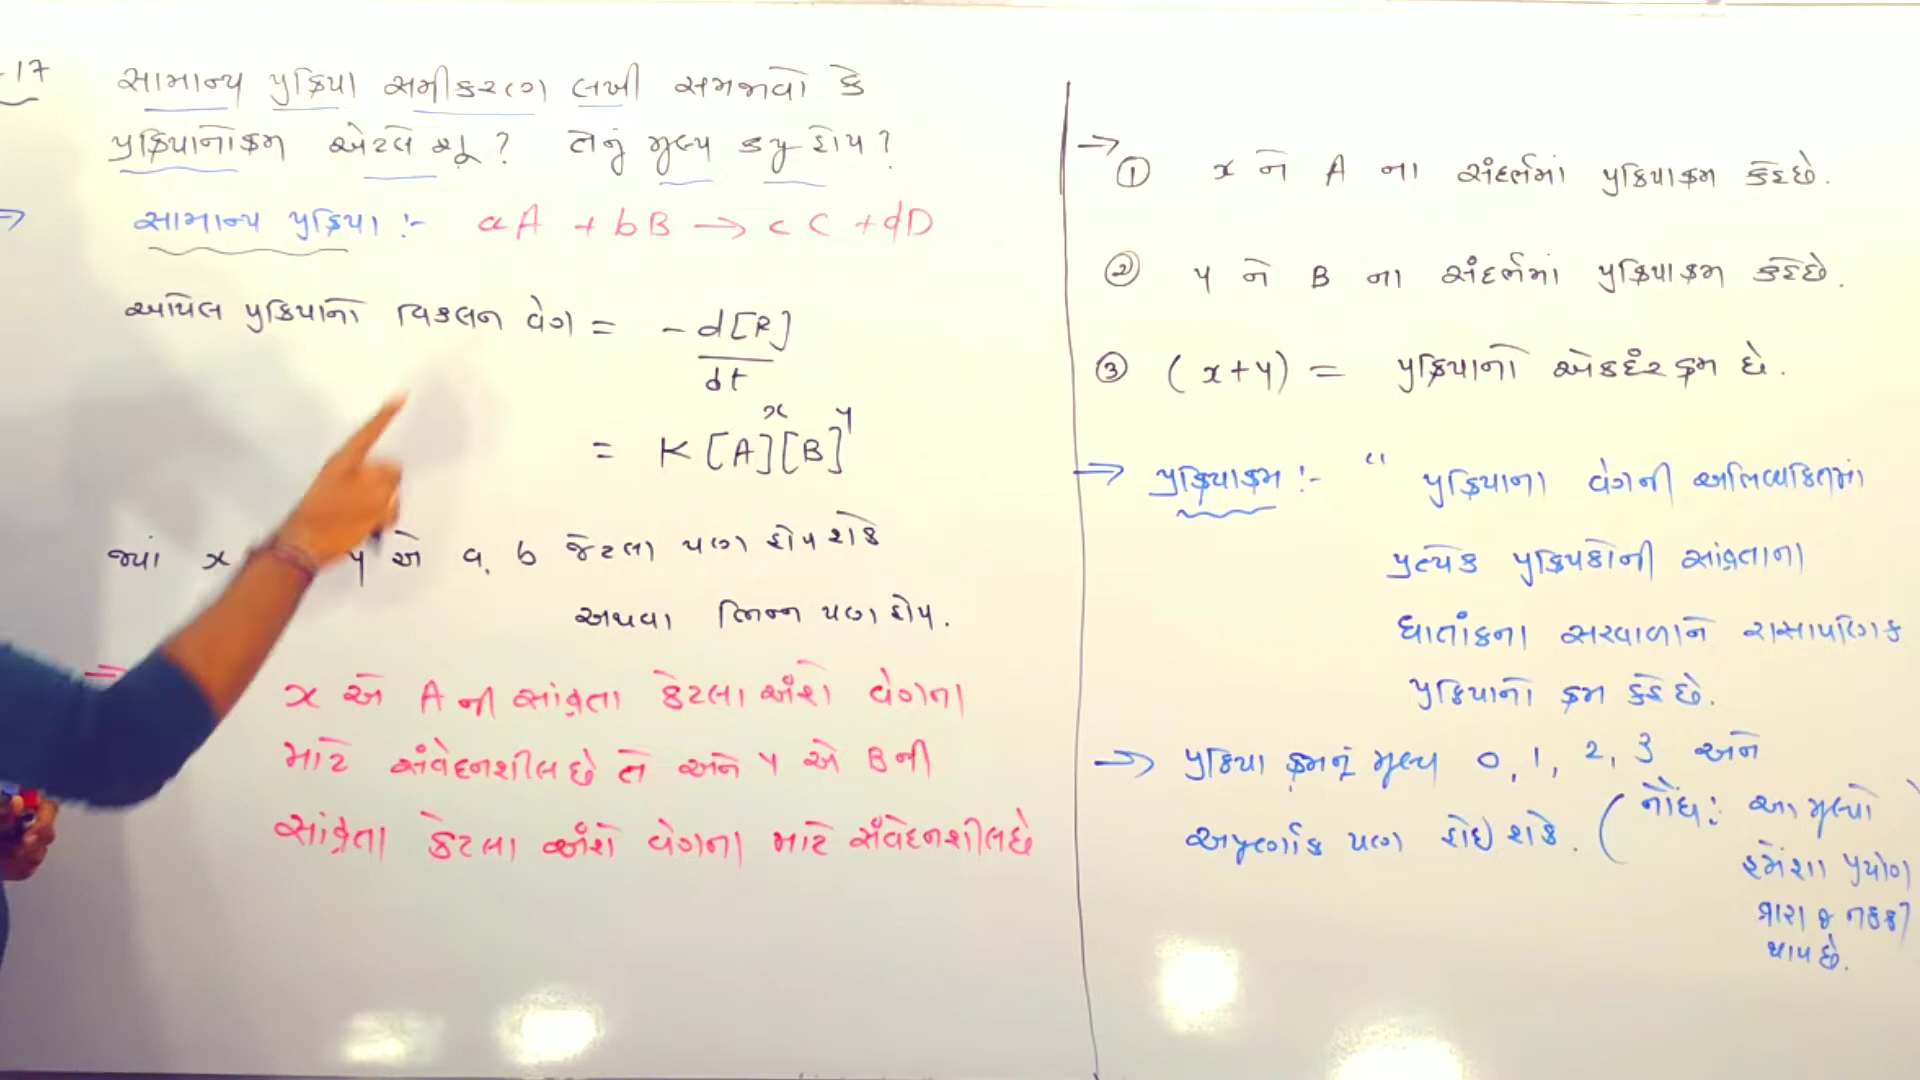 -17
સામાન્ય પ્રક્રિયા સમીકરણ લખી સમજાવો કે
પ્રક્રિયાનોક્રમ એટલે શું? તેનું મૂલ્ય કયુ હોય?
⇒ સામાન્ય પ્રક્રિયા :- aA + bB → cC + dD
આપેલ પ્રક્રિયાનો વિકલન વેગ = - d[R]
dt
= K[A]^x[B]^y
જ્યાં x y એ a, b જેટલા પણ હોય શકે
અથવા ભિન્ન પણ હોય.
x એ A ની સાંદ્રતા કેટલા અંશે વેગના
માટે સંવેદનશીલ છે તે અને y એ B ની
સાંદ્રતા કેટલા અંશે વેગના માટે સંવેદનશીલ છે
→
① x ને A ના સંદર્ભમાં પ્રક્રિયાક્રમ કહે છે.
② y ને B ના સંદર્ભમાં પ્રક્રિયાક્રમ કહે છે.
③ (x+y) = પ્રક્રિયાનો એકંદર ક્રમ છે.
→ પ્રક્રિયાક્રમ :- " પ્રક્રિયાના વેગની અભિવ્યક્તિમાં
પ્રત્યેક પ્રક્રિયકોની સાંદ્રતાના
ઘાતાંકના સરવાળાને રાસાયણિક
પ્રક્રિયાનો ક્રમ કહે છે.
→ પ્રક્રિયા ક્રમનું મૂલ્ય 0, 1, 2, 3 અને
અપૂર્ણાંક પણ હોઇ શકે. (નોંધ: આ મૂલ્યો
હંમેશા પ્રયોગ
દ્વારા જ નક્કી
થાય છે.